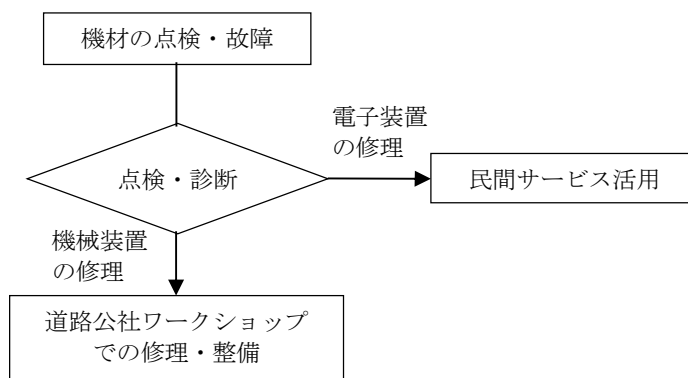 機材の点検・故障
電子装置
の修理
点検・診断
民間サービス活用
機械装置
の修理
道路公社ワークショップ
での修理・整備